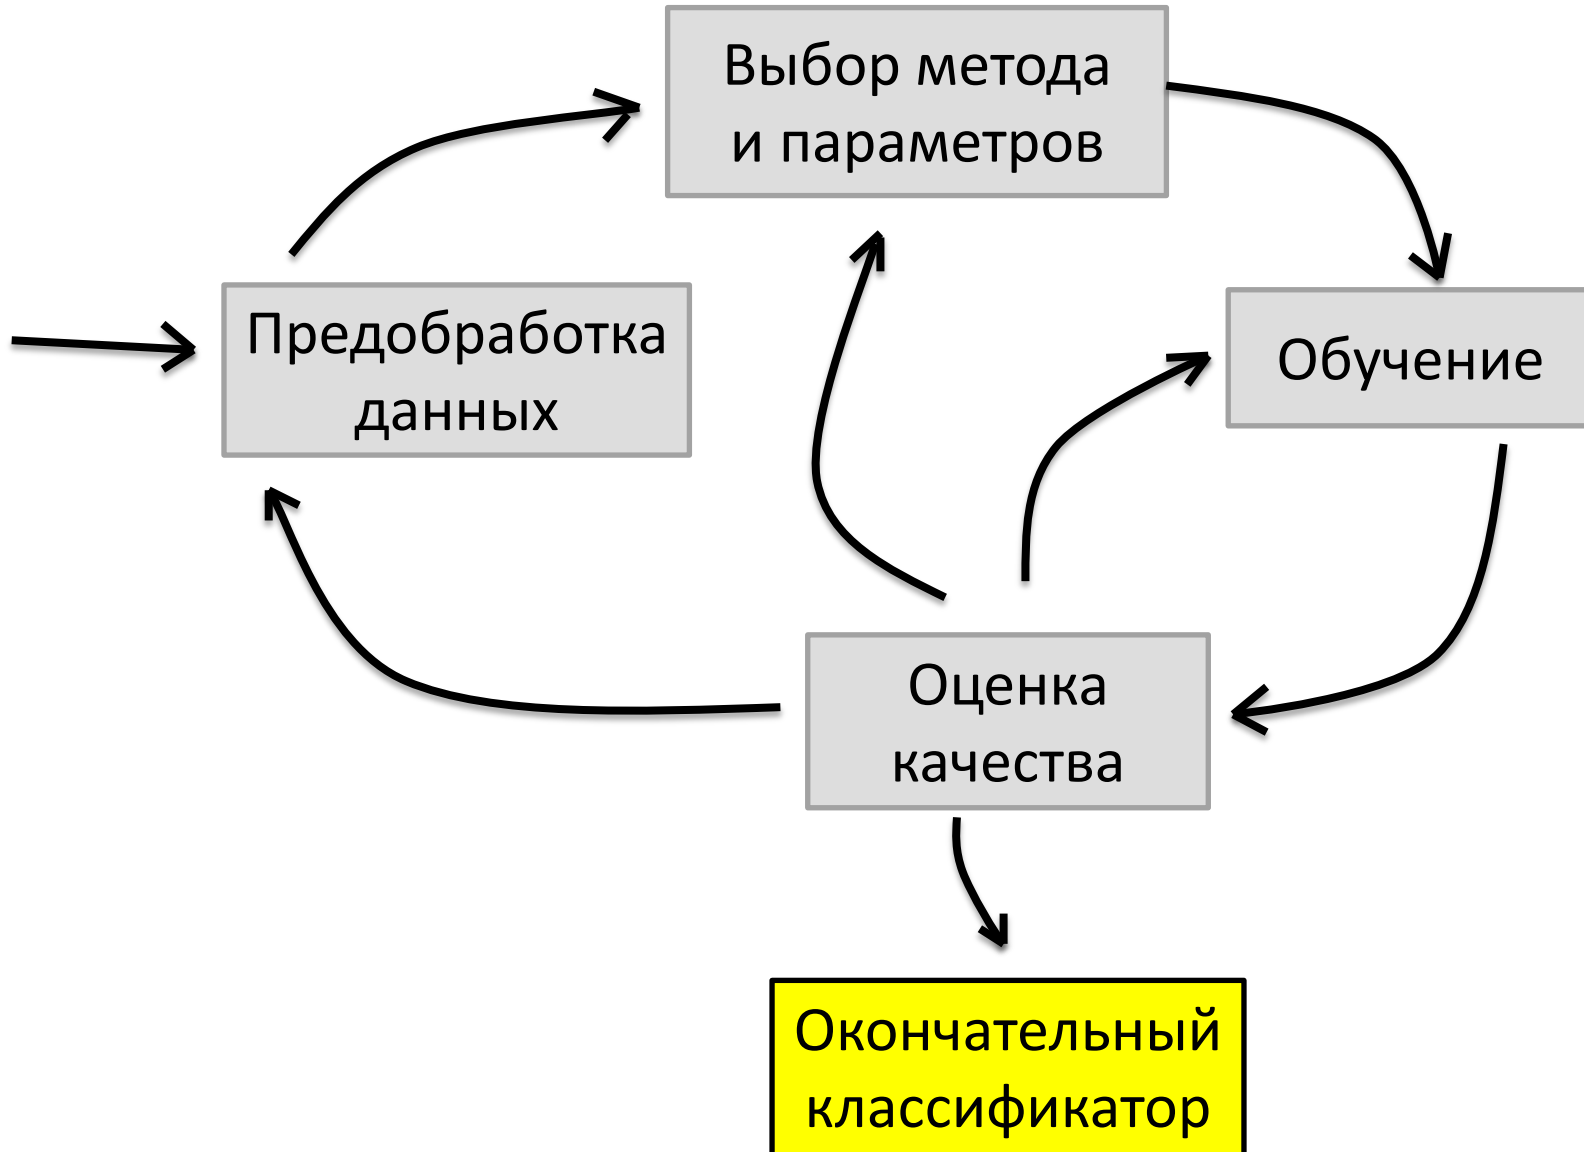 Выбор метода
и параметров
Предобработка
данных
Обучение
Оценка
качества
Окончательный
классификатор